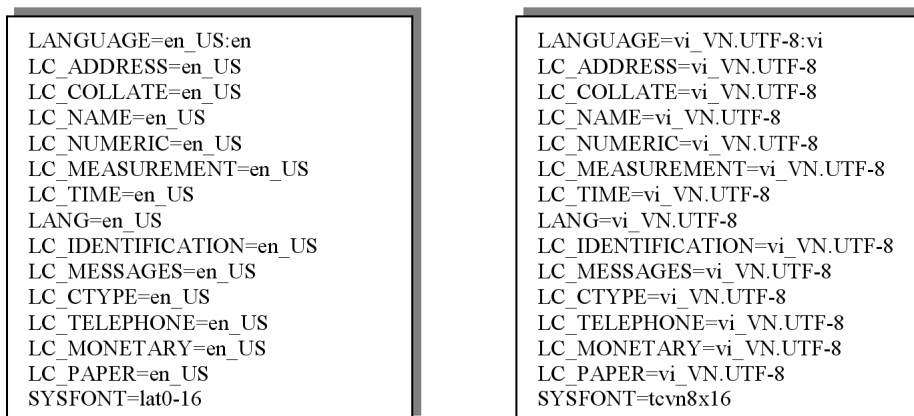 LANGUAGE=en_US:en
LC_ADDRESS=en_US
LC_COLLATE=en_US
LC_NAME=en_US
LC_NUMERIC=en_US
LC_MEASUREMENT=en_US
LC_TIME=en_US
LANG=en_US
LC_IDENTIFICATION=en_US
LC_MESSAGES=en_US
LC_CTYPE=en_US
LC_TELEPHONE=en_US
LC_MONETARY=en_US
LC_PAPER=en_US
SYSFONT=lat0-16
LANGUAGE=vi_VN.UTF-8:vi
LC_ADDRESS=vi_VN.UTF-8
LC_COLLATE=vi_VN.UTF-8
LC_NAME=vi_VN.UTF-8
LC_NUMERIC=vi_VN.UTF-8
LC_MEASUREMENT=vi_VN.UTF-8
LC_TIME=vi_VN.UTF-8
LANG=vi_VN.UTF-8
LC_IDENTIFICATION=vi_VN.UTF-8
LC_MESSAGES=vi_VN.UTF-8
LC_CTYPE=vi_VN.UTF-8
LC_TELEPHONE=vi_VN.UTF-8
LC_MONETARY=vi_VN.UTF-8
LC_PAPER=vi_VN.UTF-8
SYSFONT=tcvn8x16